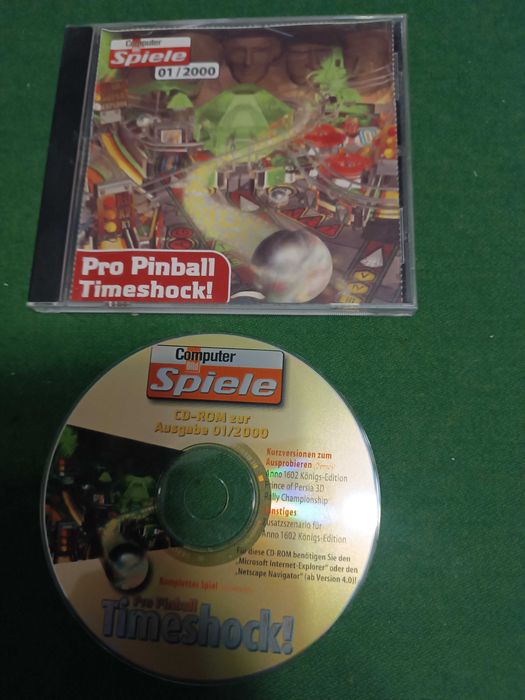 Computer
Bild
Spiele
01/2000
Pro Pinball
Timeshock!
Computer
Bild
Spiele
CD-ROM zur
Ausgabe 01/2000
Kurzversionen zum
Ausprobieren (Demo)
Anno 1602 Königs-Edition
Prince of Persia 3D
Rally Championship
Sonstiges
Zusatzszenario für
Anno 1602 Königs-Edition
Für diese CD-ROM benötigen Sie den
„Microsoft Internet-Explorer" oder den
„Netscape Navigator" (ab Version 4.0)!
Komplettes Spiel
Pro Pinball
Timeshock!